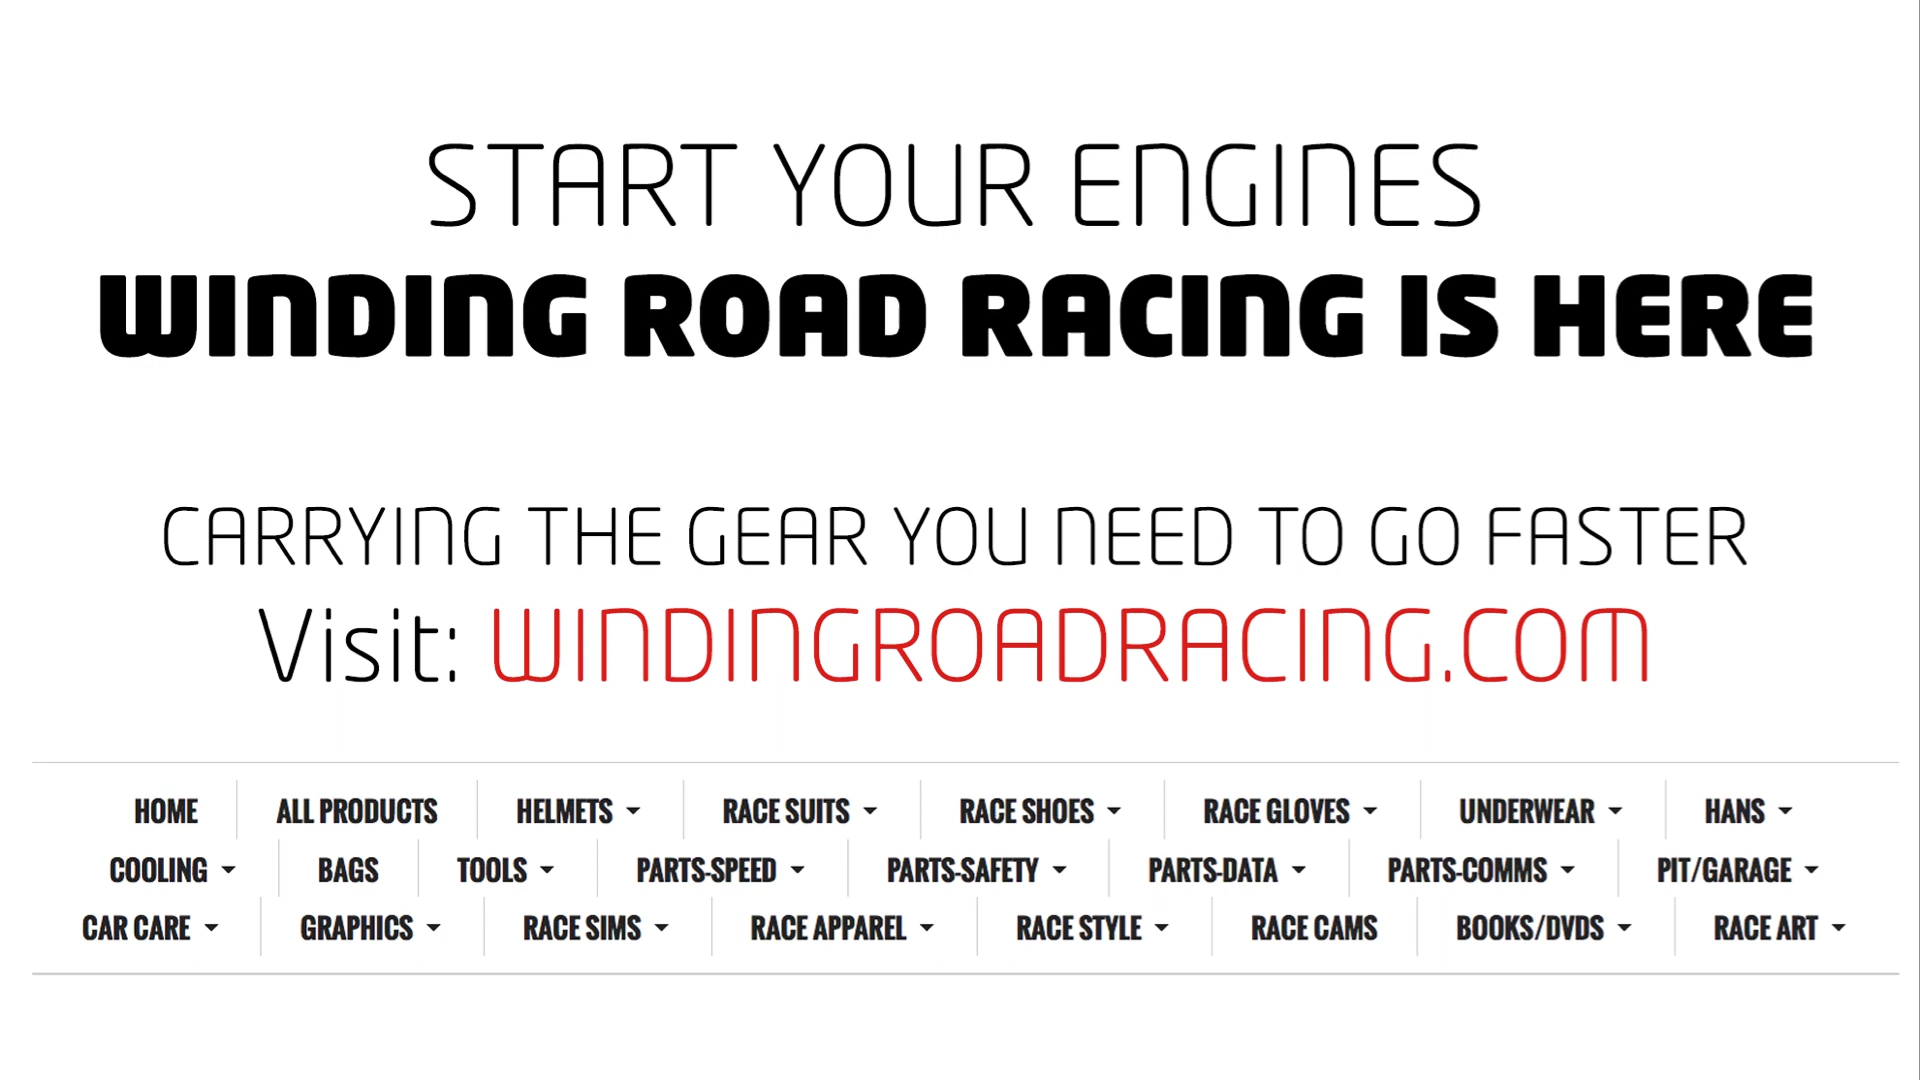 START YOUR ENGINES
WINDING ROAD RACING IS HERE
CARRYING THE GEAR YOU NEED TO GO FASTER
Visit: WINDINGROADRACING.COM
HOME ALL PRODUCTS HELMETS RACE SUITS RACE SHOES RACE GLOVES UNDERWEAR HANS
COOLING BAGS TOOLS PARTS-SPEED PARTS-SAFETY PARTS-DATA PARTS-COMMS PIT/GARAGE
CAR CARE GRAPHICS RACE SIMS RACE APPAREL RACE STYLE RACE CAMS BOOKS/DVDS RACE ART